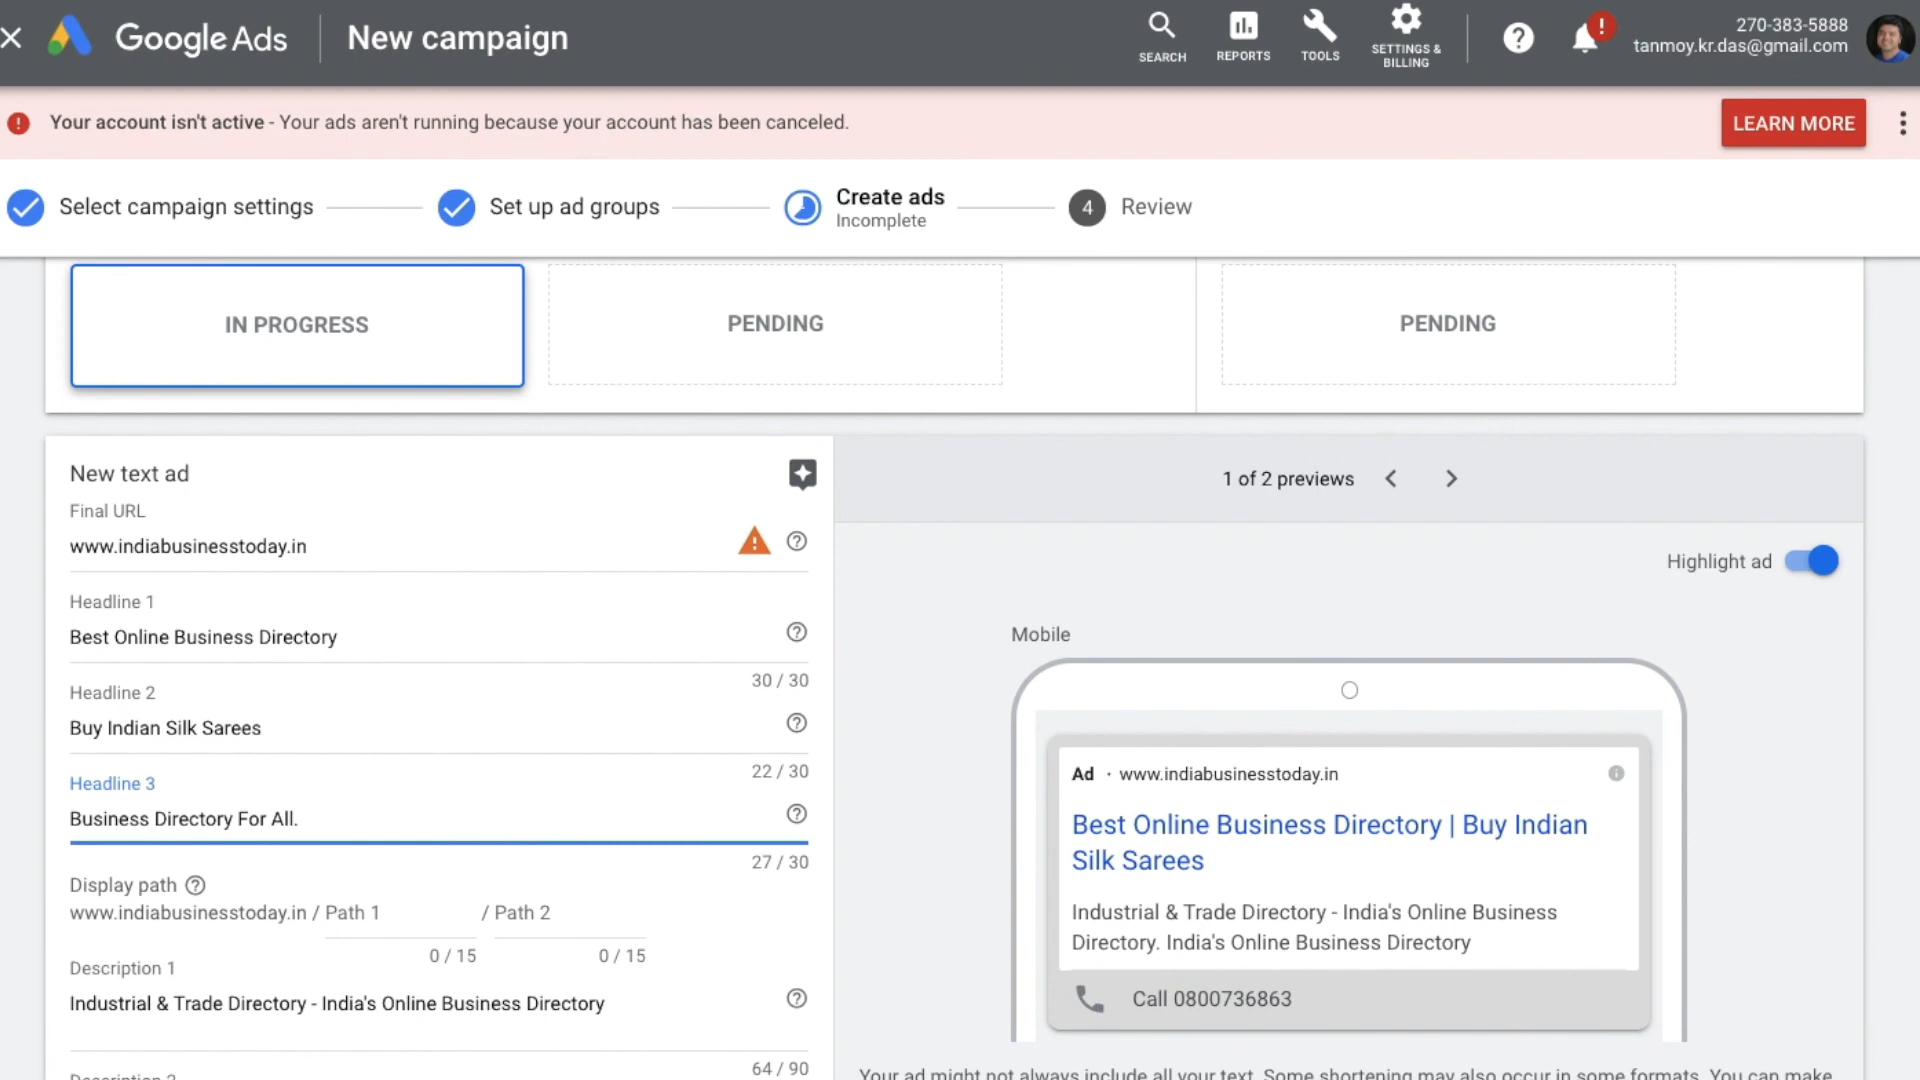 Google Ads
New campaign
SEARCH
REPORTS
TOOLS
SETTINGS &
BILLING
270-383-5888
tanmoy.kr.das@gmail.com
Your account isn't active - Your ads aren't running because your account has been canceled.
LEARN MORE
Select campaign settings
Set up ad groups
Create ads
Incomplete
4
Review
IN PROGRESS
PENDING
PENDING
New text ad
Final URL
www.indiabusinesstoday.in
Headline 1
Best Online Business Directory
30 / 30
Headline 2
Buy Indian Silk Sarees
22 / 30
Headline 3
Business Directory For All.
27 / 30
Display path
www.indiabusinesstoday.in / Path 1 / Path 2
0 / 15
0 / 15
Description 1
Industrial & Trade Directory - India's Online Business Directory
64 / 90
Description 2
1 of 2 previews
Highlight ad
Mobile
Ad · www.indiabusinesstoday.in
Best Online Business Directory | Buy Indian
Silk Sarees
Industrial & Trade Directory - India's Online Business
Directory. India's Online Business Directory
Call 0800736863
Your ad might not always include all your text. Some shortening may also occur in some formats. You can make